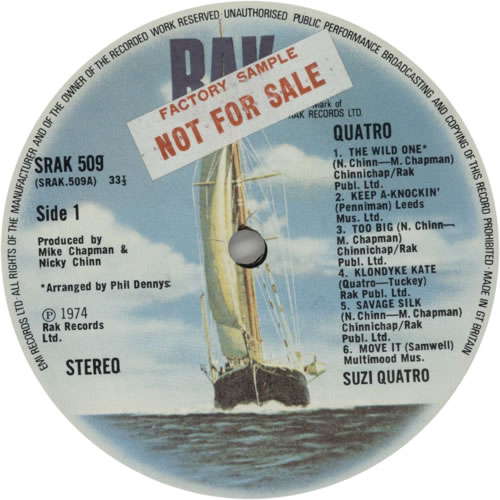 EMI RECORDS LTD· ALL RIGHTS OF THE MANUFACTURER AND OF THE OWNER OF THE RECORDED WORK RESERVED· UNAUTHORISED PUBLIC PERFORMANCE BROADCASTING AND COPYING OF THIS RECORD PROHIBITED· MADE IN GT BRITAIN
RAK
FACTORY SAMPLE
NOT FOR SALE
mark of
RAK RECORDS LTD
SRAK 509
(SRAK.509A) 33⅓
Side 1
Produced by
Mike Chapman &
Nicky Chinn
*Arranged by Phil Dennys
℗ 1974
Rak Records
Ltd.
STEREO
QUATRO
1. THE WILD ONE*
(N. Chinn—M. Chapman)
Chinnichap/Rak
Publ. Ltd.
2. KEEP A-KNOCKIN'
(Penniman) Leeds
Mus. Ltd.
3. TOO BIG (N. Chinn—
M. Chapman)
Chinnichap/Rak
Publ. Ltd.
4. KLONDYKE KATE
(Quatro—Tuckey)
Rak Publ. Ltd.
5. SAVAGE SILK
(N. Chinn—M. Chapman)
Chinnichap/Rak
Publ. Ltd.
6. MOVE IT (Samwell)
Multimood Mus.
SUZI QUATRO